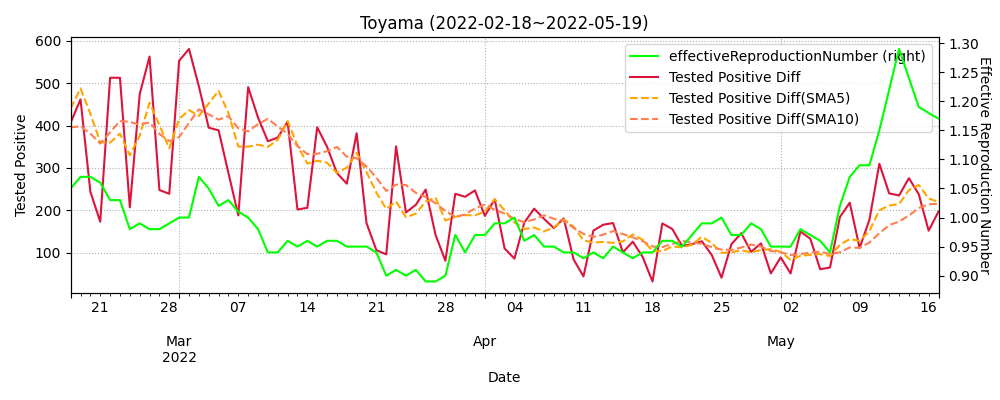 Toyama (2022-02-18~2022-05-19)
600
500
400
300
200
100
Tested Positive
1.30
1.25
1.20
1.15
1.10
1.05
1.00
0.95
0.90
Effective Reproduction Number
effectiveReproductionNumber (right)
Tested Positive Diff
Tested Positive Diff(SMA5)
Tested Positive Diff(SMA10)
21 28 07 14 21 28 04 11 18 25 02 09 16
Mar Apr May
2022
Date